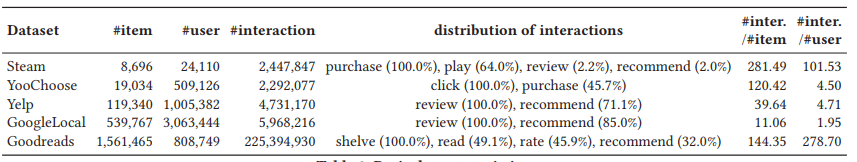 Dataset #item #user #interaction distribution of interactions #inter. /#item #inter. /#user
Steam 8,696 24,110 2,447,847 purchase (100.0%), play (64.0%), review (2.2%), recommend (2.0%) 281.49 101.53
YooChoose 19,034 509,126 2,292,077 click (100.0%), purchase (45.7%) 120.42 4.50
Yelp 119,340 1,005,382 4,731,170 review (100.0%), recommend (71.1%) 39.64 4.71
GoogleLocal 539,767 3,063,444 5,968,216 review (100.0%), recommend (85.0%) 11.06 1.95
Goodreads 1,561,465 808,749 225,394,930 shelve (100.0%), read (49.1%), rate (45.9%), recommend (32.0%) 144.35 278.70